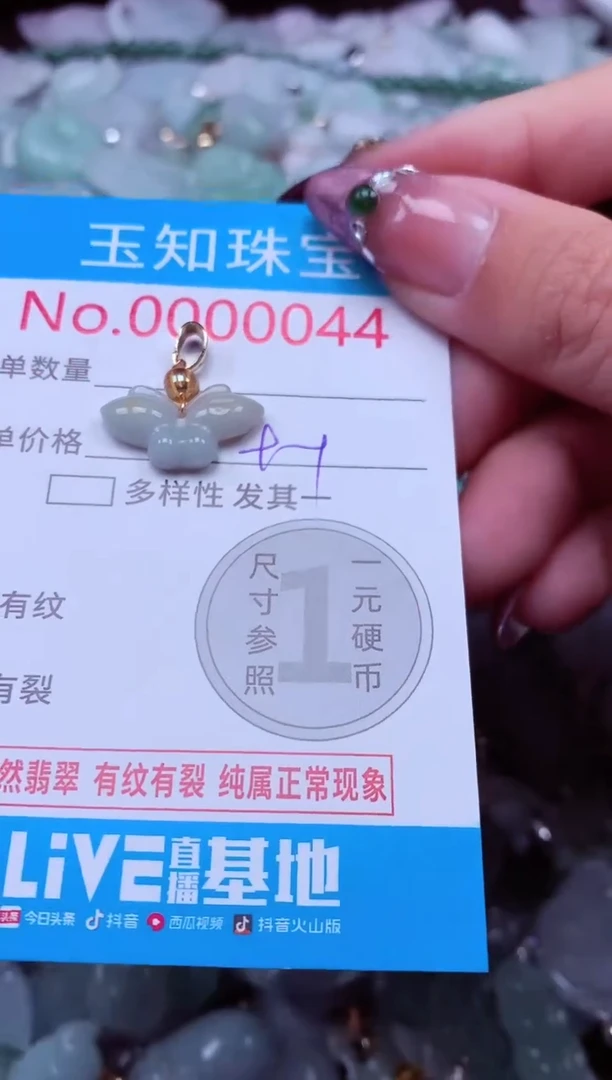 玉知珠宝
No.0000044
单数量
单价格
多样性 发其一
尺寸参照
一元硬币
1
有纹
有裂
然翡翠 有纹有裂 纯属正常现象
LiVE直播基地
头条 今日头条 抖音 西瓜视频 抖音火山版